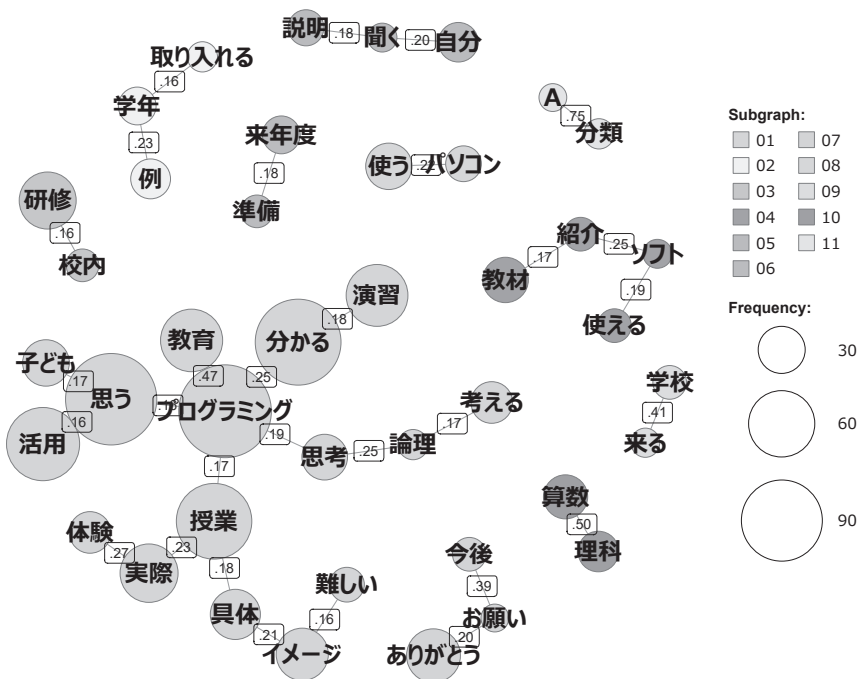 説明
.18
聞く
.20
自分
取り入れる
.16
学年
.23
例
A
.75
分類
来年度
.18
準備
使う
.22
パソコン
研修
.16
校内
紹介
.25
ソフト
.17
教材
.19
使える
演習
.18
分かる
教育
.47
.25
子ども
.17
思う
プログラミング
.16
活用
.19
思考
.25
論理
.17
考える
学校
.41
来る
.17
授業
体験
.27
.23
実際
.18
具体
.21
イメージ
.16
難しい
今後
.39
お願い
.20
ありがとう
算数
.50
理科
Subgraph:
01 07
02 08
03 09
04 10
05 11
06
Frequency:
30
60
90